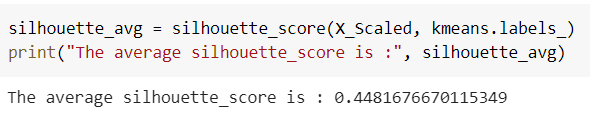 silhouette_avg = silhouette_score(X_Scaled, kmeans.labels_)
print("The average silhouette_score is :", silhouette_avg)
The average silhouette_score is : 0.4481676670115349